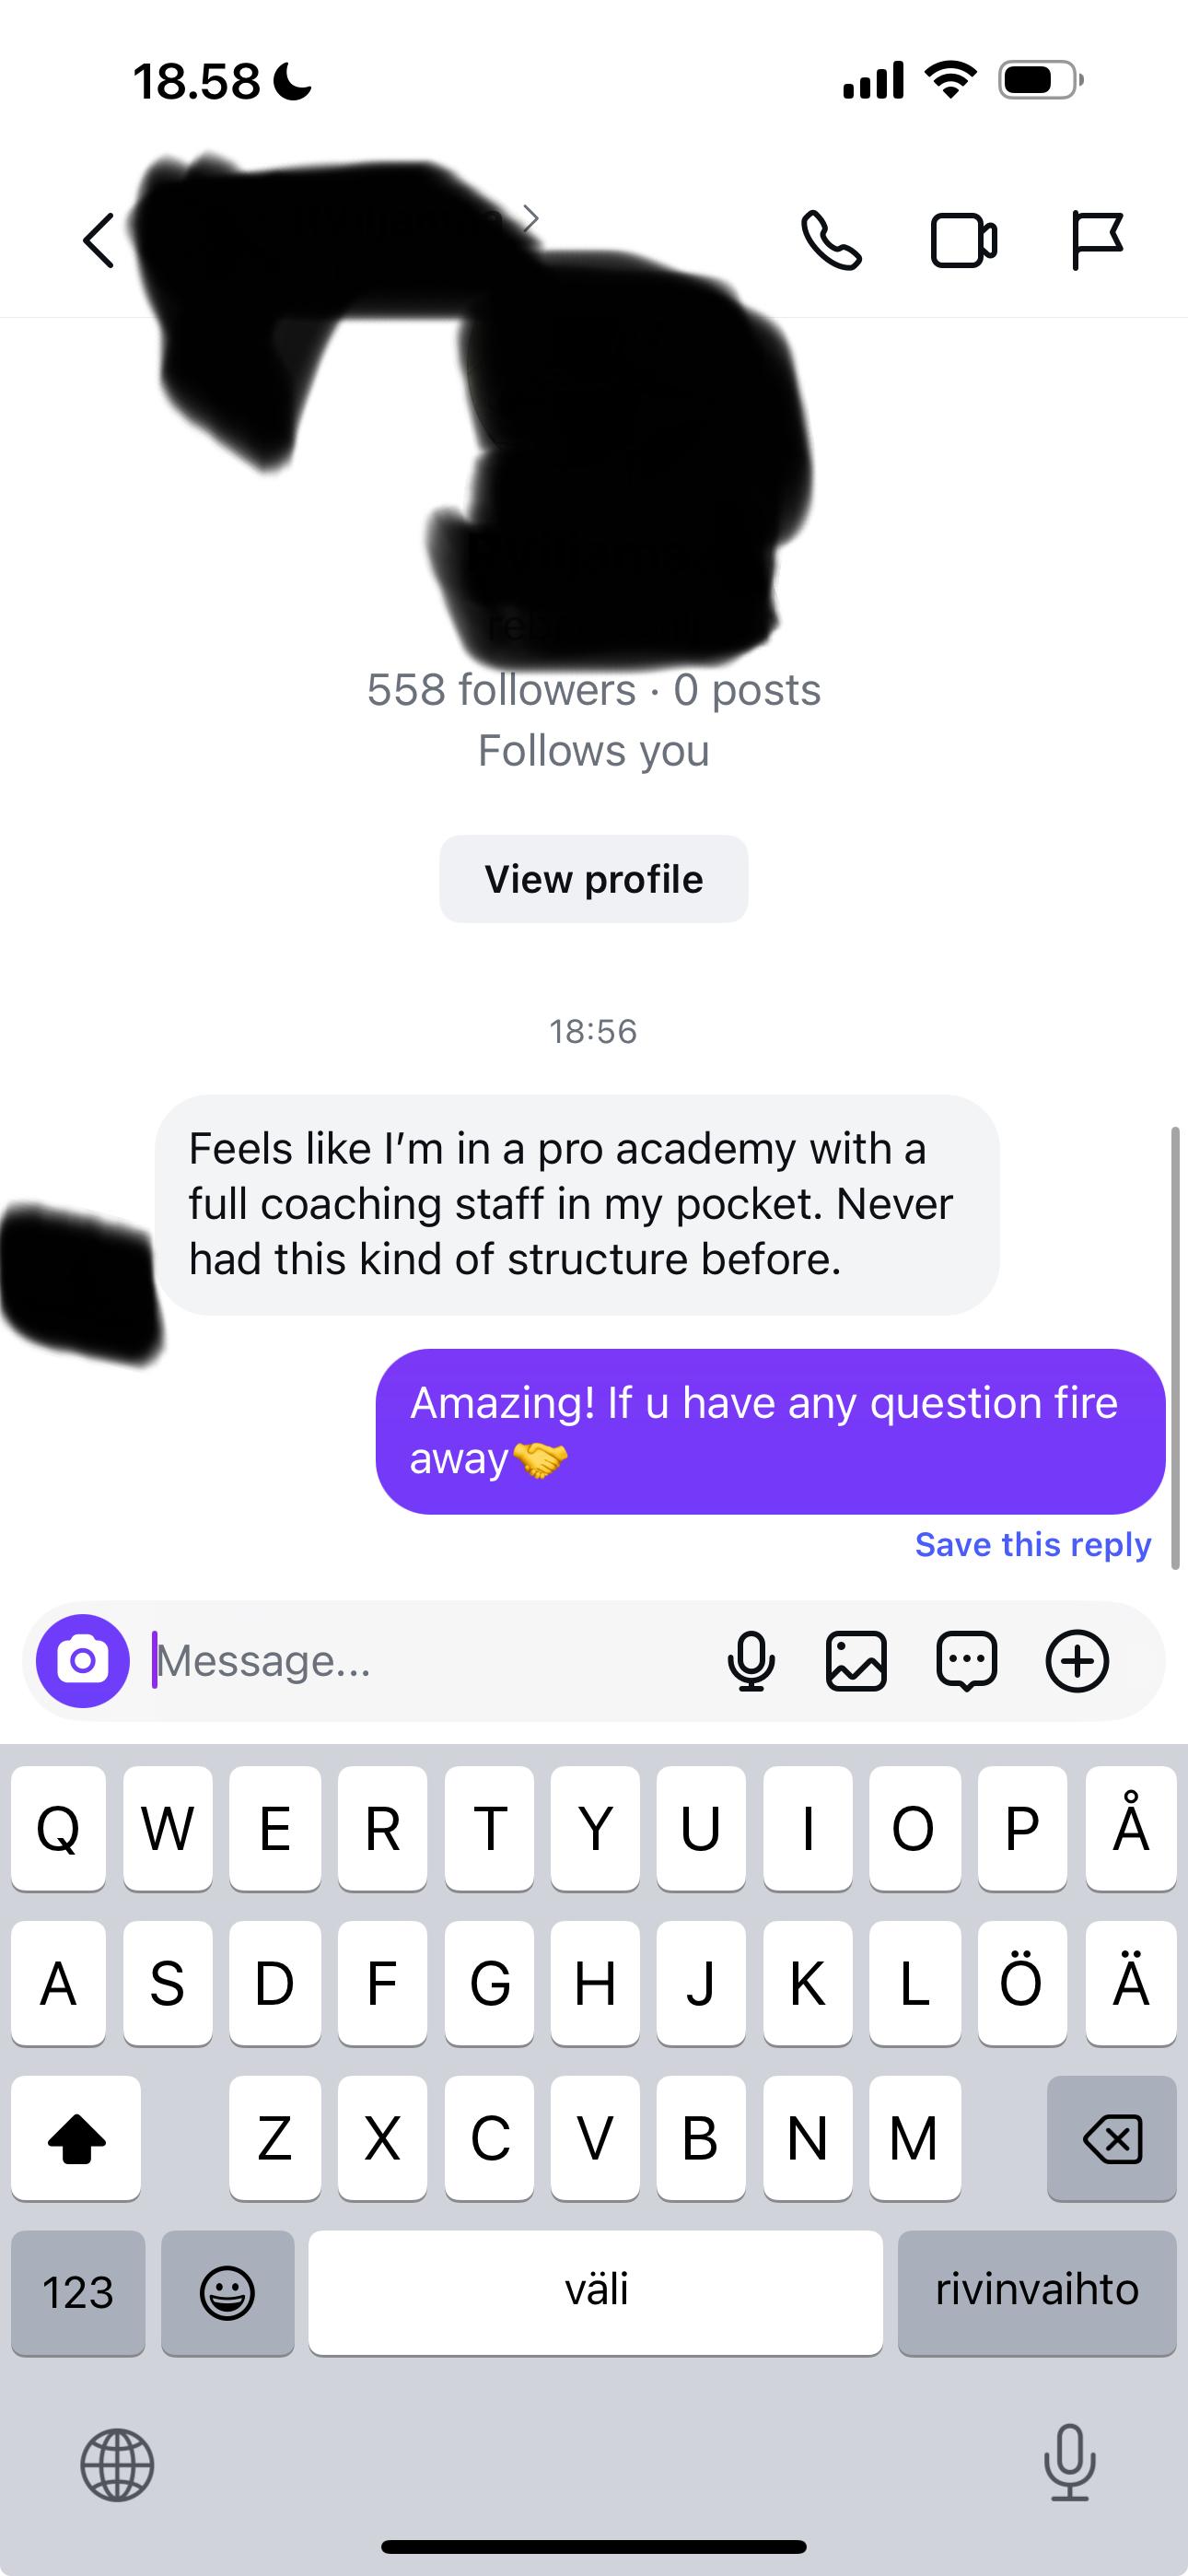 18.58
558 followers · 0 posts
Follows you
View profile
18:56
Feels like I’m in a pro academy with a
full coaching staff in my pocket. Never
had this kind of structure before.
Amazing! If u have any question fire
away🤝
Save this reply
Message...
Q W E R T Y U I O P Å
A S D F G H J K L Ö Ä
Z X C V B N M
123 väli rivinvaihto